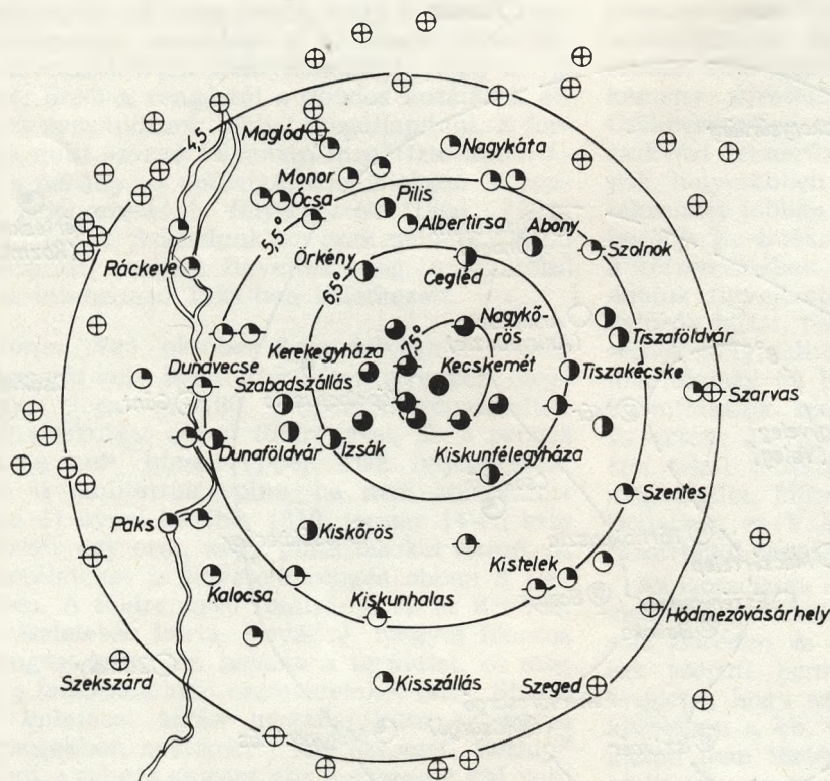 4,5
Maglód
Nagykáta
Monor
Ócsa
Pilis
Albertirsa
Abony
5,5°
Szolnok
Ráckeve
Örkény
Cegléd
6,5°
Nagykő-
rös
Tiszaföldvár
7,5°
Kerekegyháza
Dunavecse
Kecskemét
Tiszakécske
Szabadszállás
Szarvas
Dunaföldvár
Izsák
Kiskunfélegyháza
Szentes
Paks
Kiskőrös
Kistelek
Kalocsa
Kiskunhalas
Hódmezővásárhely
Szekszárd
Kisszállás
Szeged